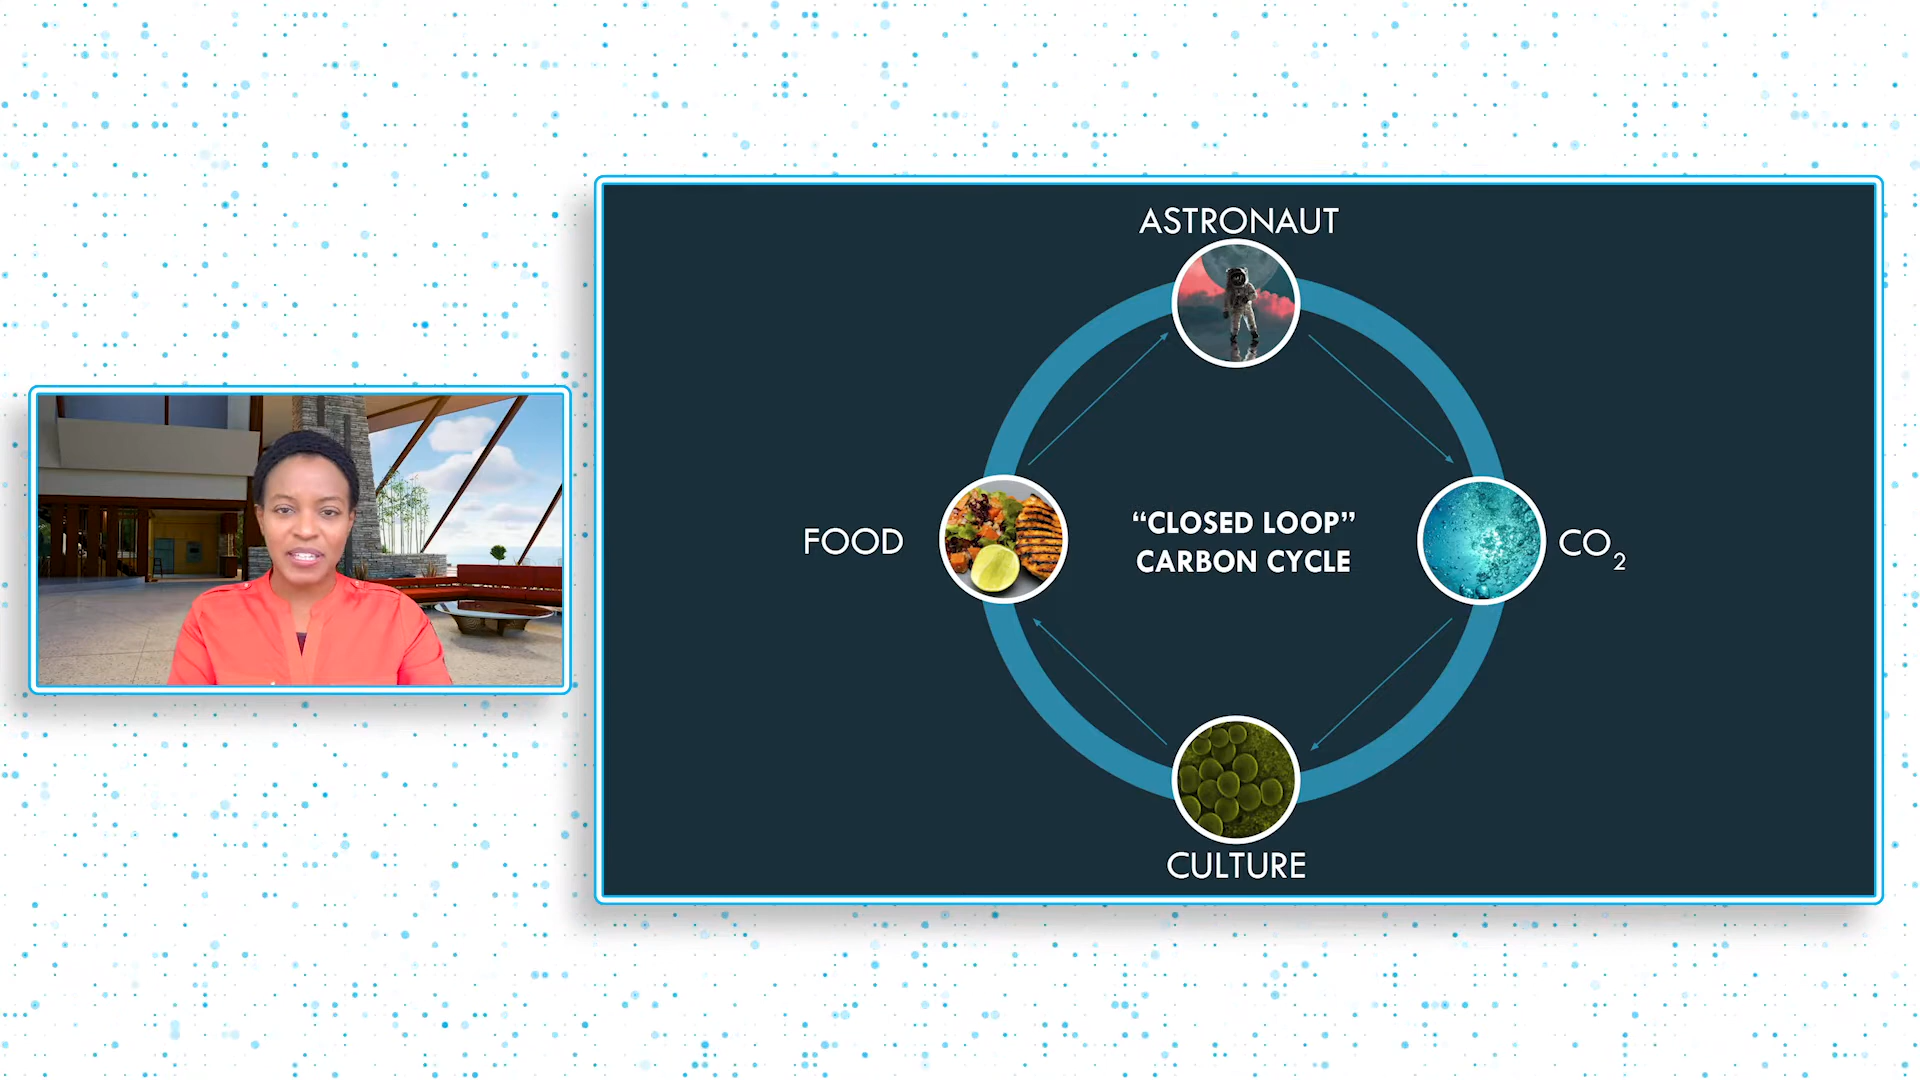 ASTRONAUT
FOOD
“CLOSED LOOP”
CARBON CYCLE
CO₂
CULTURE